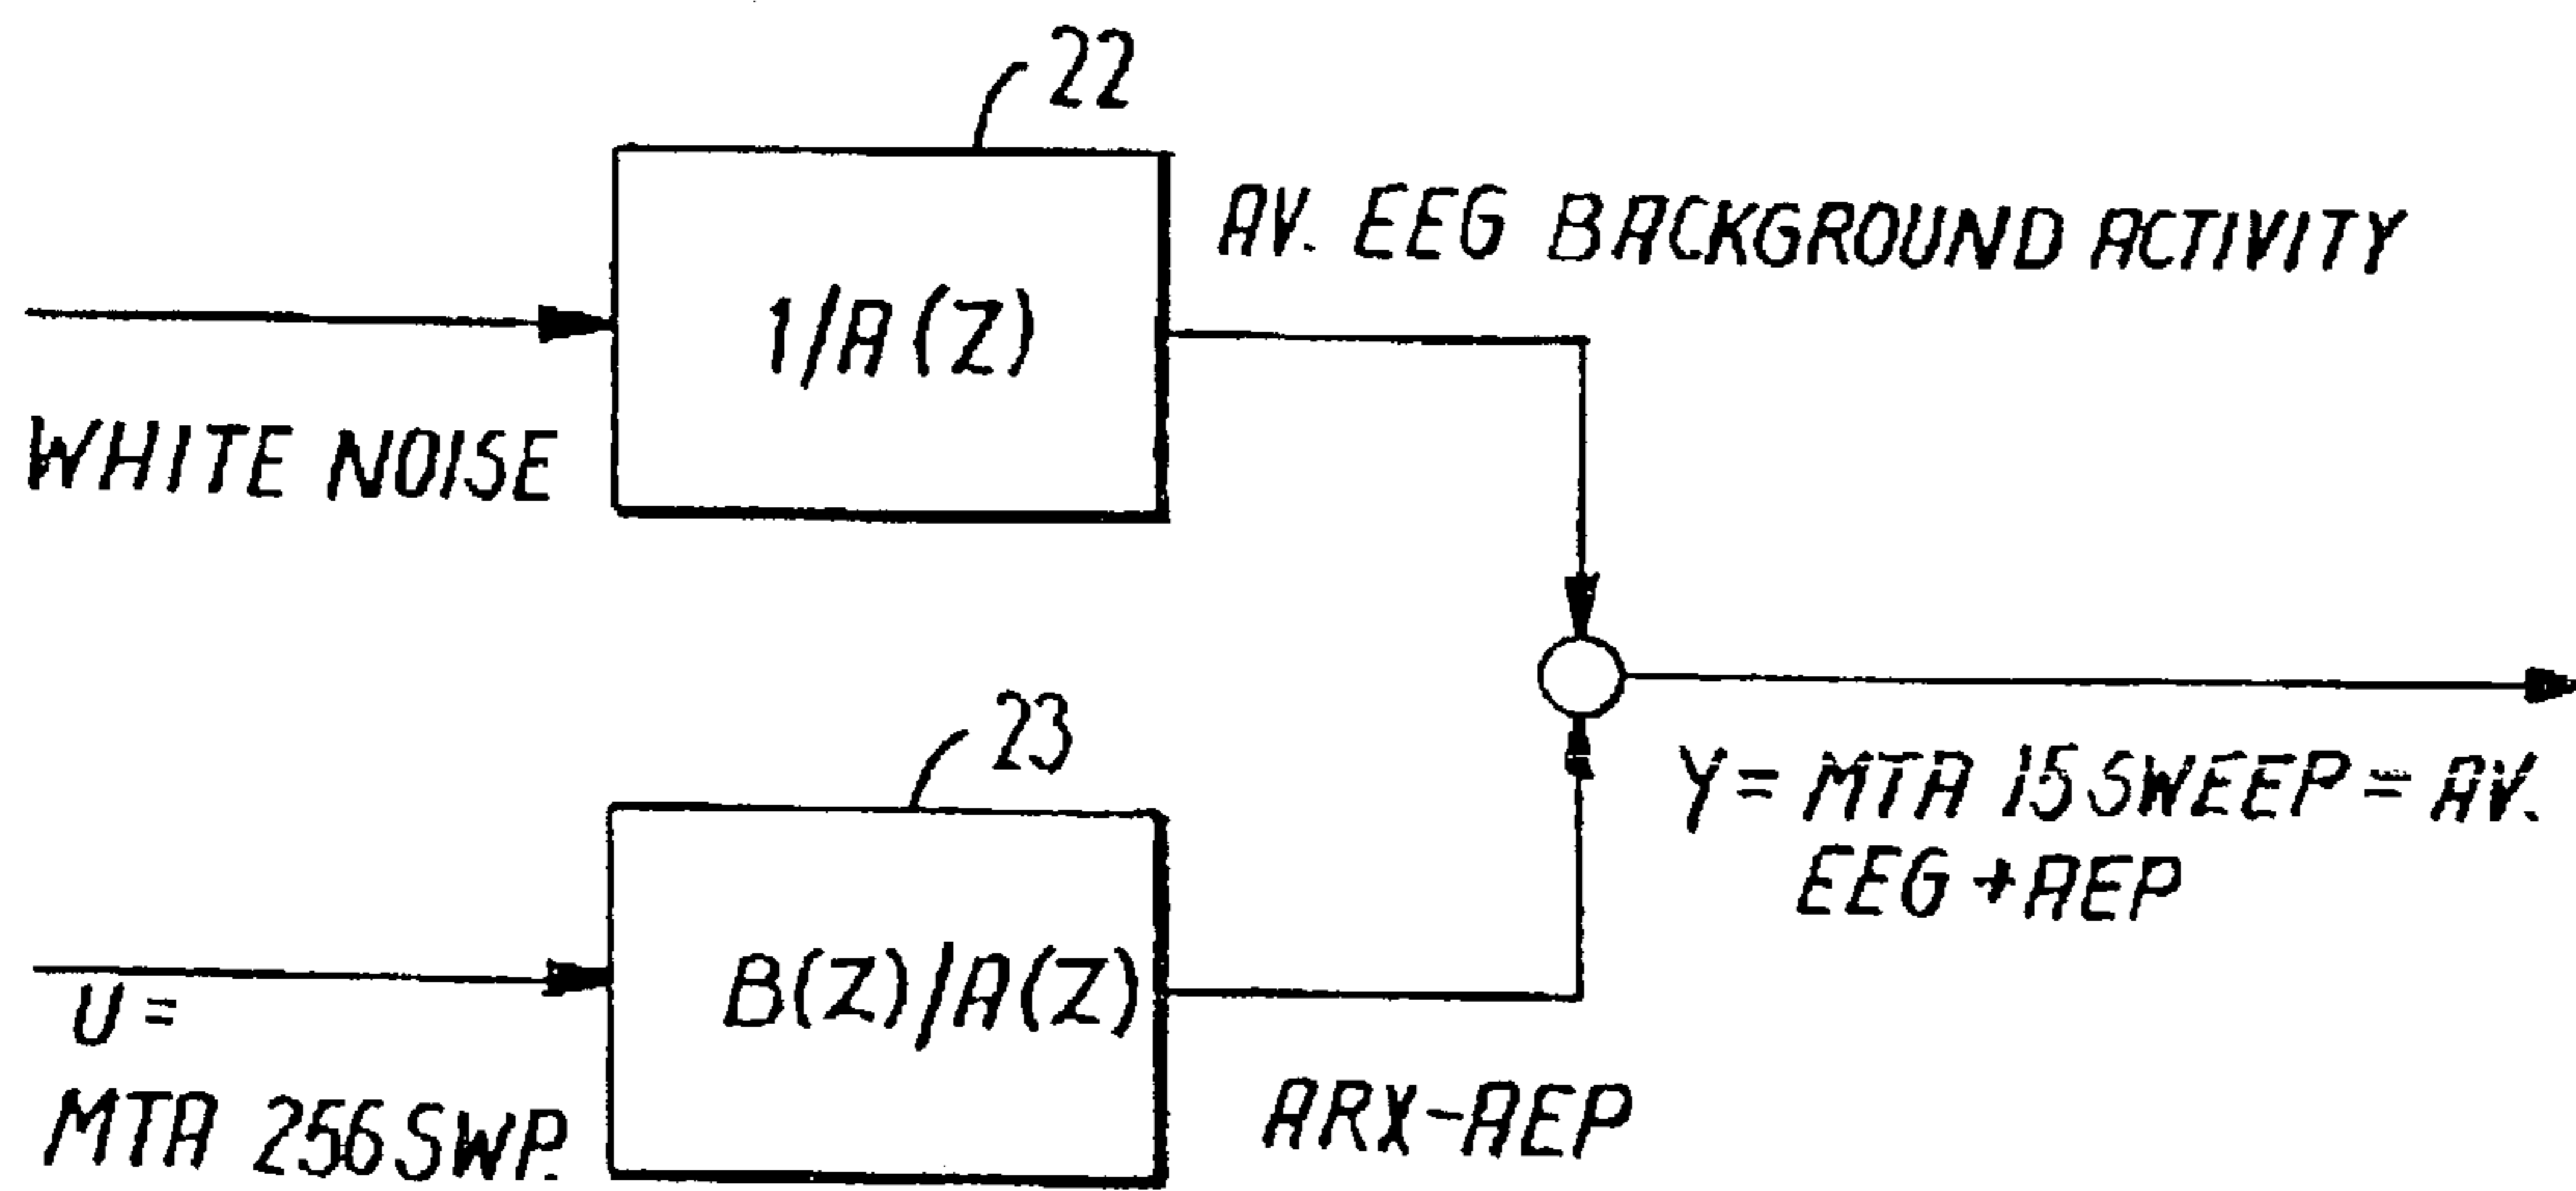 22
AV. EEG BACKGROUND ACTIVITY
1/A(Z)
WHITE NOISE
23
Y= MTA 15 SWEEP = AV.
EEG + AEP
B(Z)/A(Z)
U=
MTA 256 SWP.
ARX-AEP